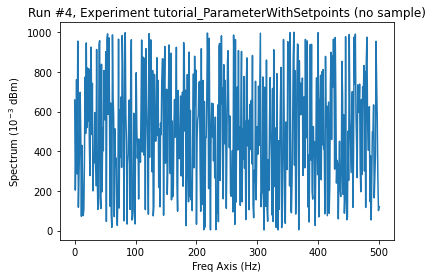 Run #4, Experiment tutorial_ParameterWithSetpoints (no sample)
1000
800
600
400
200
0
Spectrum (10⁻³ dBm)
0 100 200 300 400 500
Freq Axis (Hz)